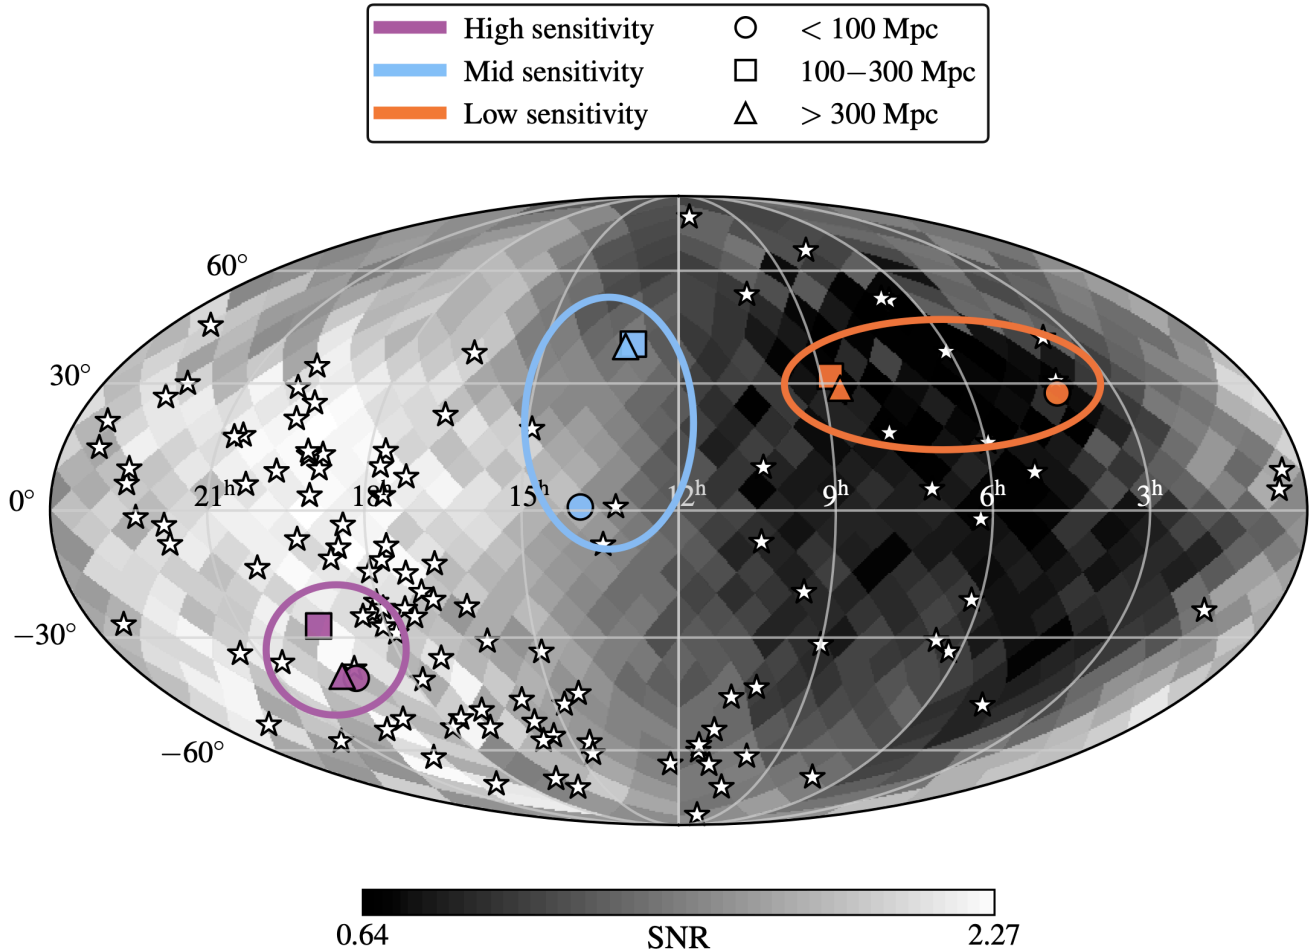 High sensitivity < 100 Mpc
Mid sensitivity 100−300 Mpc
Low sensitivity > 300 Mpc
60°
30°
0° 21ʰ 18ʰ 15ʰ 12ʰ 9ʰ 6ʰ 3ʰ
−30°
−60°
0.64 SNR 2.27